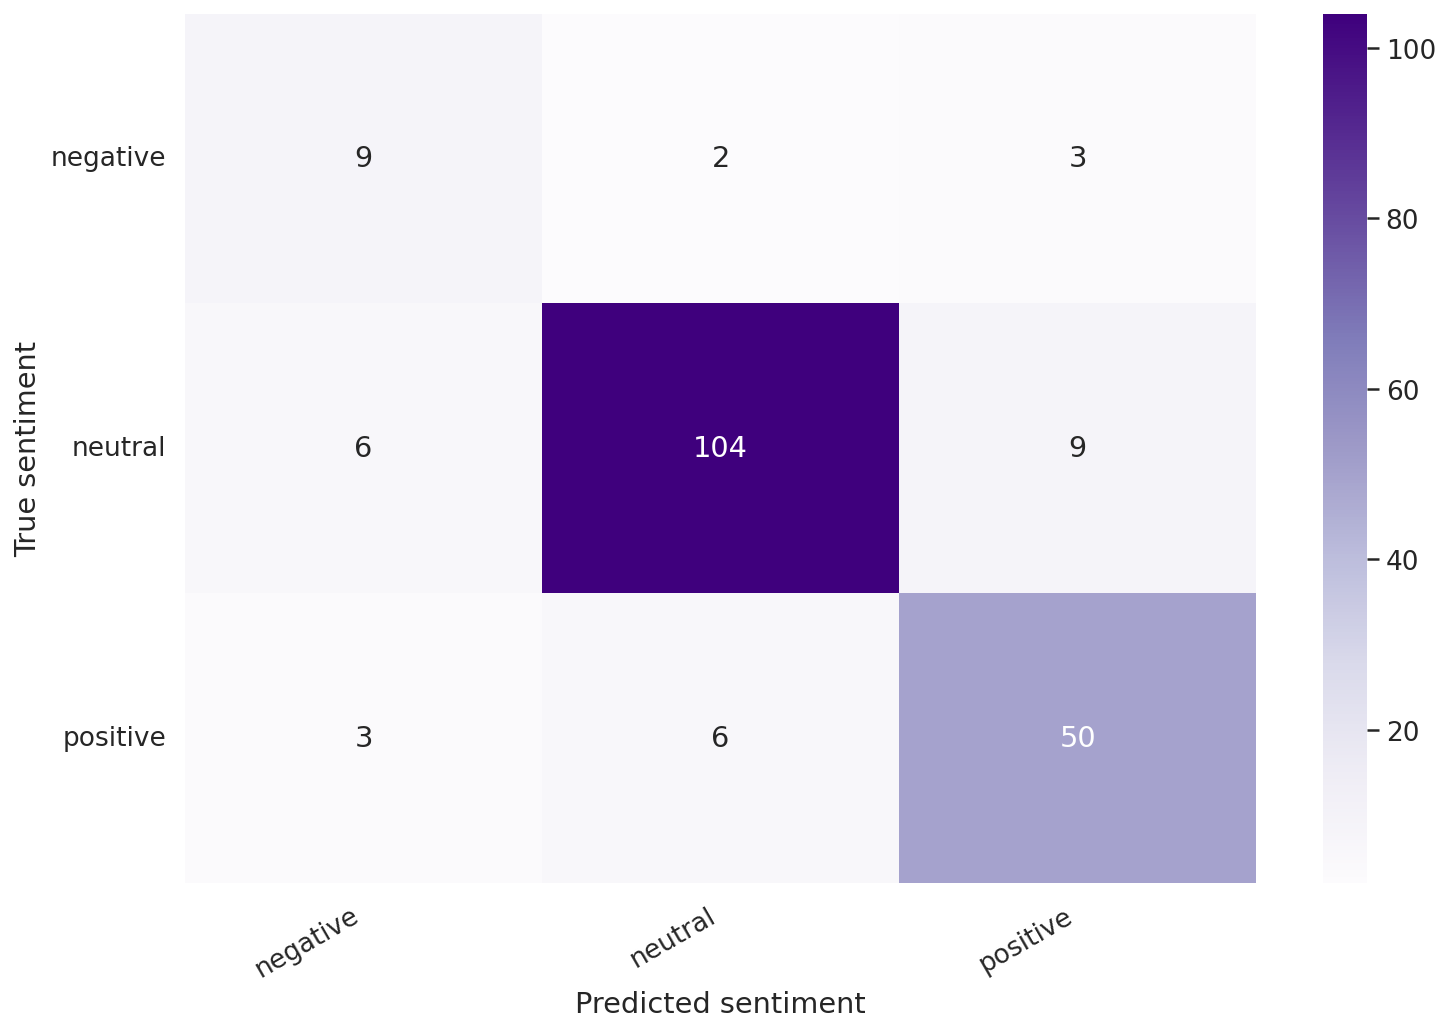 negative 9 2 3
neutral 6 104 9
positive 3 6 50
negative neutral positive
Predicted sentiment
True sentiment
100
80
60
40
20